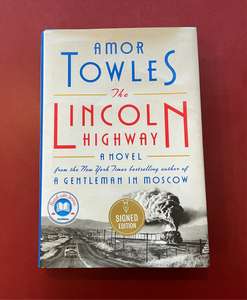 AMOR
TOWLES
The
LINCOLN
HIGHWAY
A NOVEL
from the New York Times bestselling author of
A GENTLEMAN IN MOSCOW
SIGNED
EDITION